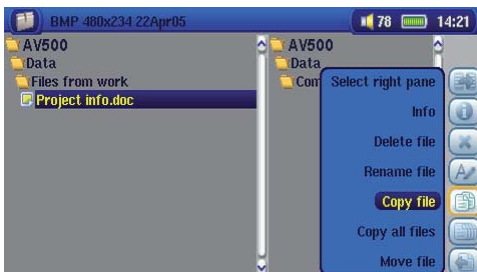 BMP 480x234 22Apr05 78 14:21
AV500
Data
Files from work
Project info.doc
AV500
Data
Com
Select right pane
Info
Delete file
Rename file
Copy file
Copy all files
Move file